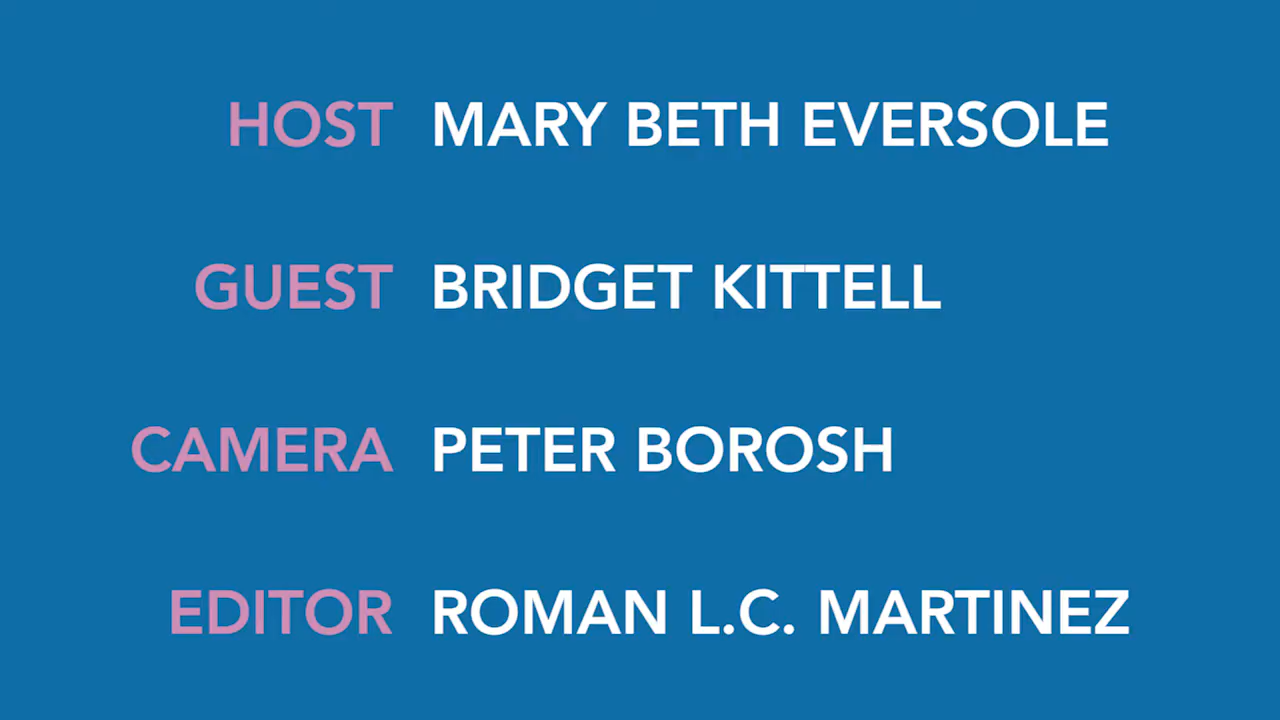 HOST MARY BETH EVERSOLE
GUEST BRIDGET KITTELL
CAMERA PETER BOROSH
EDITOR ROMAN L.C. MARTINEZ